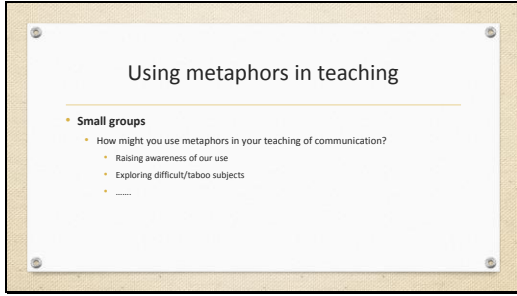 Using metaphors in teaching
• Small groups
• How might you use metaphors in your teaching of communication?
• Raising awareness of our use
• Exploring difficult/taboo subjects
• …….